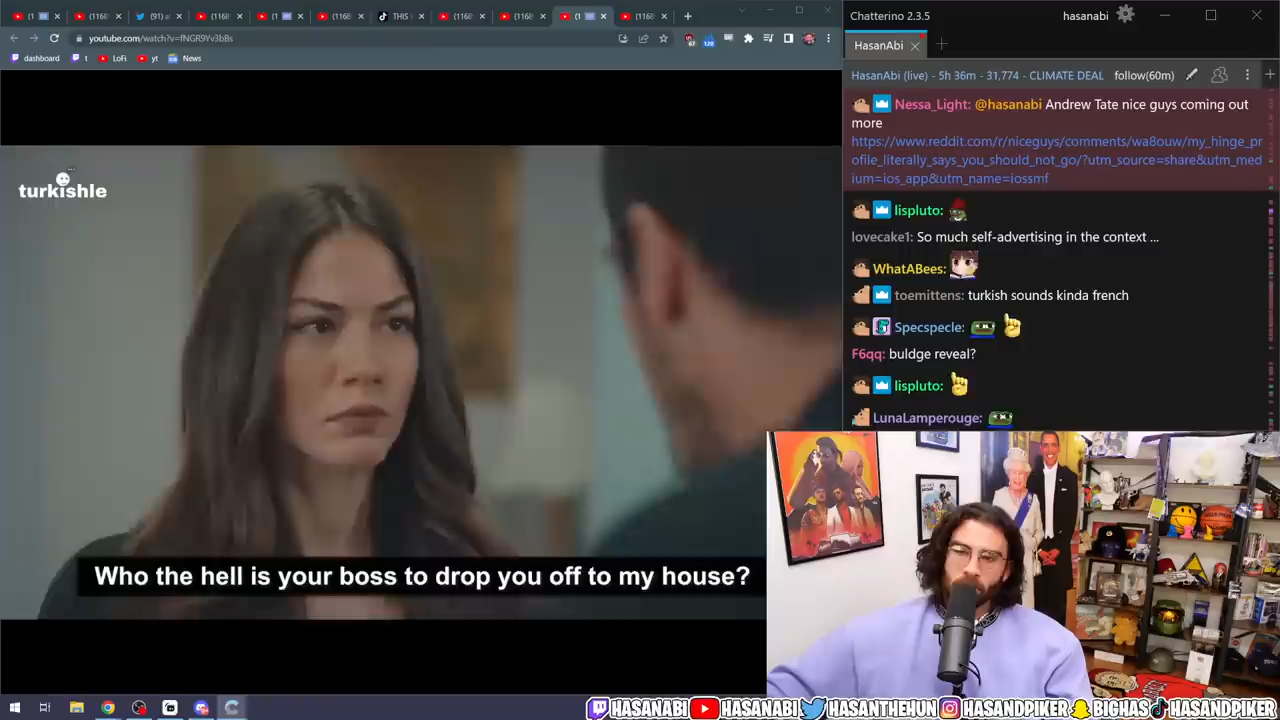 youtube.com/watch?v=fNGR9Yv3bBs
dashboard
t
LoFi
yt
News
turkishle
Who the hell is your boss to drop you off to my house?
Chatterino 2.3.5
hasanabi
HasanAbi
HasanAbi (live) - 5h 36m - 31,774 - CLIMATE DEAL
follow(60m)
Nessa_Light: @hasanabi Andrew Tate nice guys coming out
more
https://www.reddit.com/r/niceguys/comments/wa8ouw/my_hinge_pr
ofile_literally_says_you_should_not_go/?utm_source=share&utm_med
ium=ios_app&utm_name=iossmf
lispluto:
lovecake1: So much self-advertising in the context ...
WhatABees:
toemittens: turkish sounds kinda french
Specspecle:
F6qq: buldge reveal?
lispluto:
LunaLamperouge:
HASANABI
HASANABI
HASANTHEHUN
HASANDPIKER
BIGHAS
HASANDPIKER